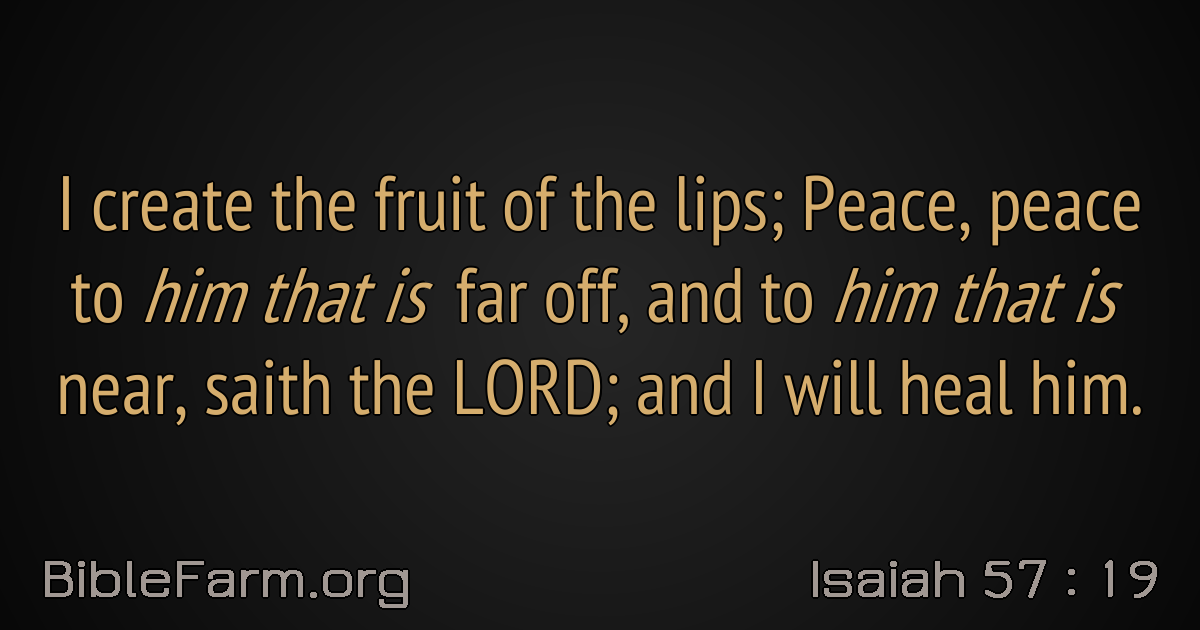 I create the fruit of the lips; Peace, peace
to him that is far off, and to him that is
near, saith the LORD; and I will heal him.
BibleFarm.org
Isaiah 57 : 19